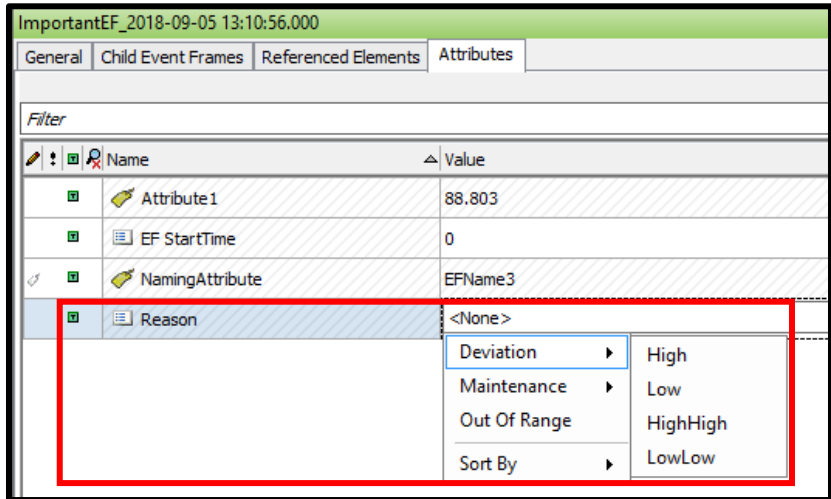 ImportantEF_2018-09-05 13:10:56.000
General Child Event Frames Referenced Elements Attributes
Filter
Name Value
Attribute1 88.803
EF StartTime 0
NamingAttribute EFName3
Reason <None>
Deviation High
Maintenance Low
Out Of Range HighHigh
Sort By LowLow